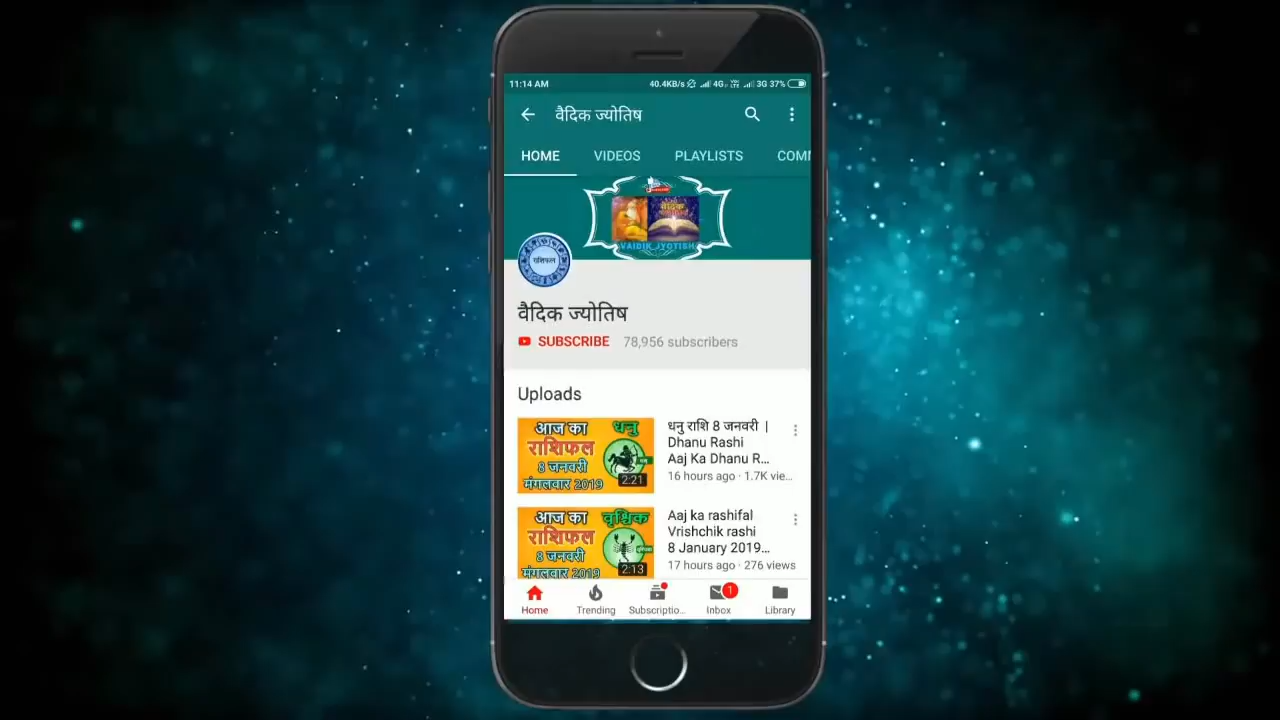 11:14 AM 40.4KB/s 4G 3G 37%
वैदिक ज्योतिष
HOME VIDEOS PLAYLISTS COMM
वैदिक
VAIDIK JYOTISH
राशिफल
वैदिक ज्योतिष
SUBSCRIBE 78,956 subscribers
Uploads
आज का धनु
राशिफल
8 जनवरी
मंगलवार 2019
2:21
धनु राशि 8 जनवरी |
Dhanu Rashi
Aaj Ka Dhanu R...
16 hours ago · 1.7K vie...
आज का वृश्चिक
राशिफल
8 जनवरी
मंगलवार 2019
2:13
Aaj ka rashifal
Vrishchik rashi
8 January 2019...
17 hours ago · 276 views
1
Home Trending Subscriptio... Inbox Library